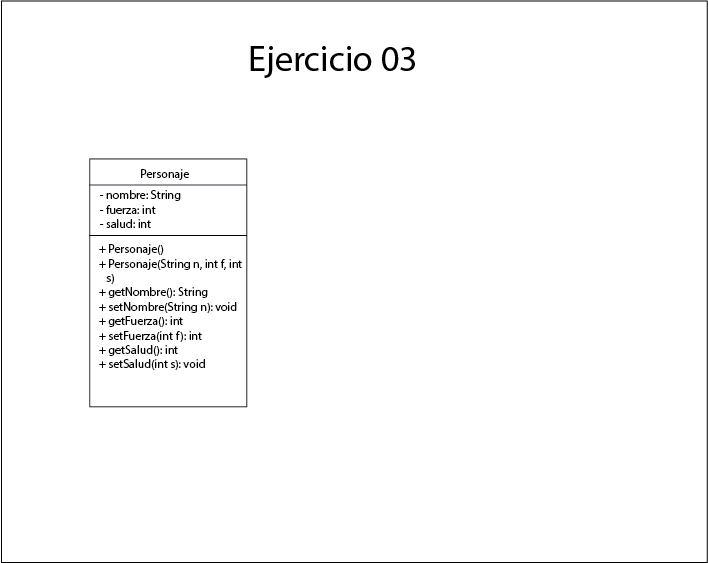 Ejercicio 03
Personaje
- nombre: String
- fuerza: int
- salud: int
+ Personaje()
+ Personaje(String n, int f, int
s)
+ getNombre(): String
+ setNombre(String n): void
+ getFuerza(): int
+ setFuerza(int f): int
+ getSalud(): int
+ setSalud(int s): void